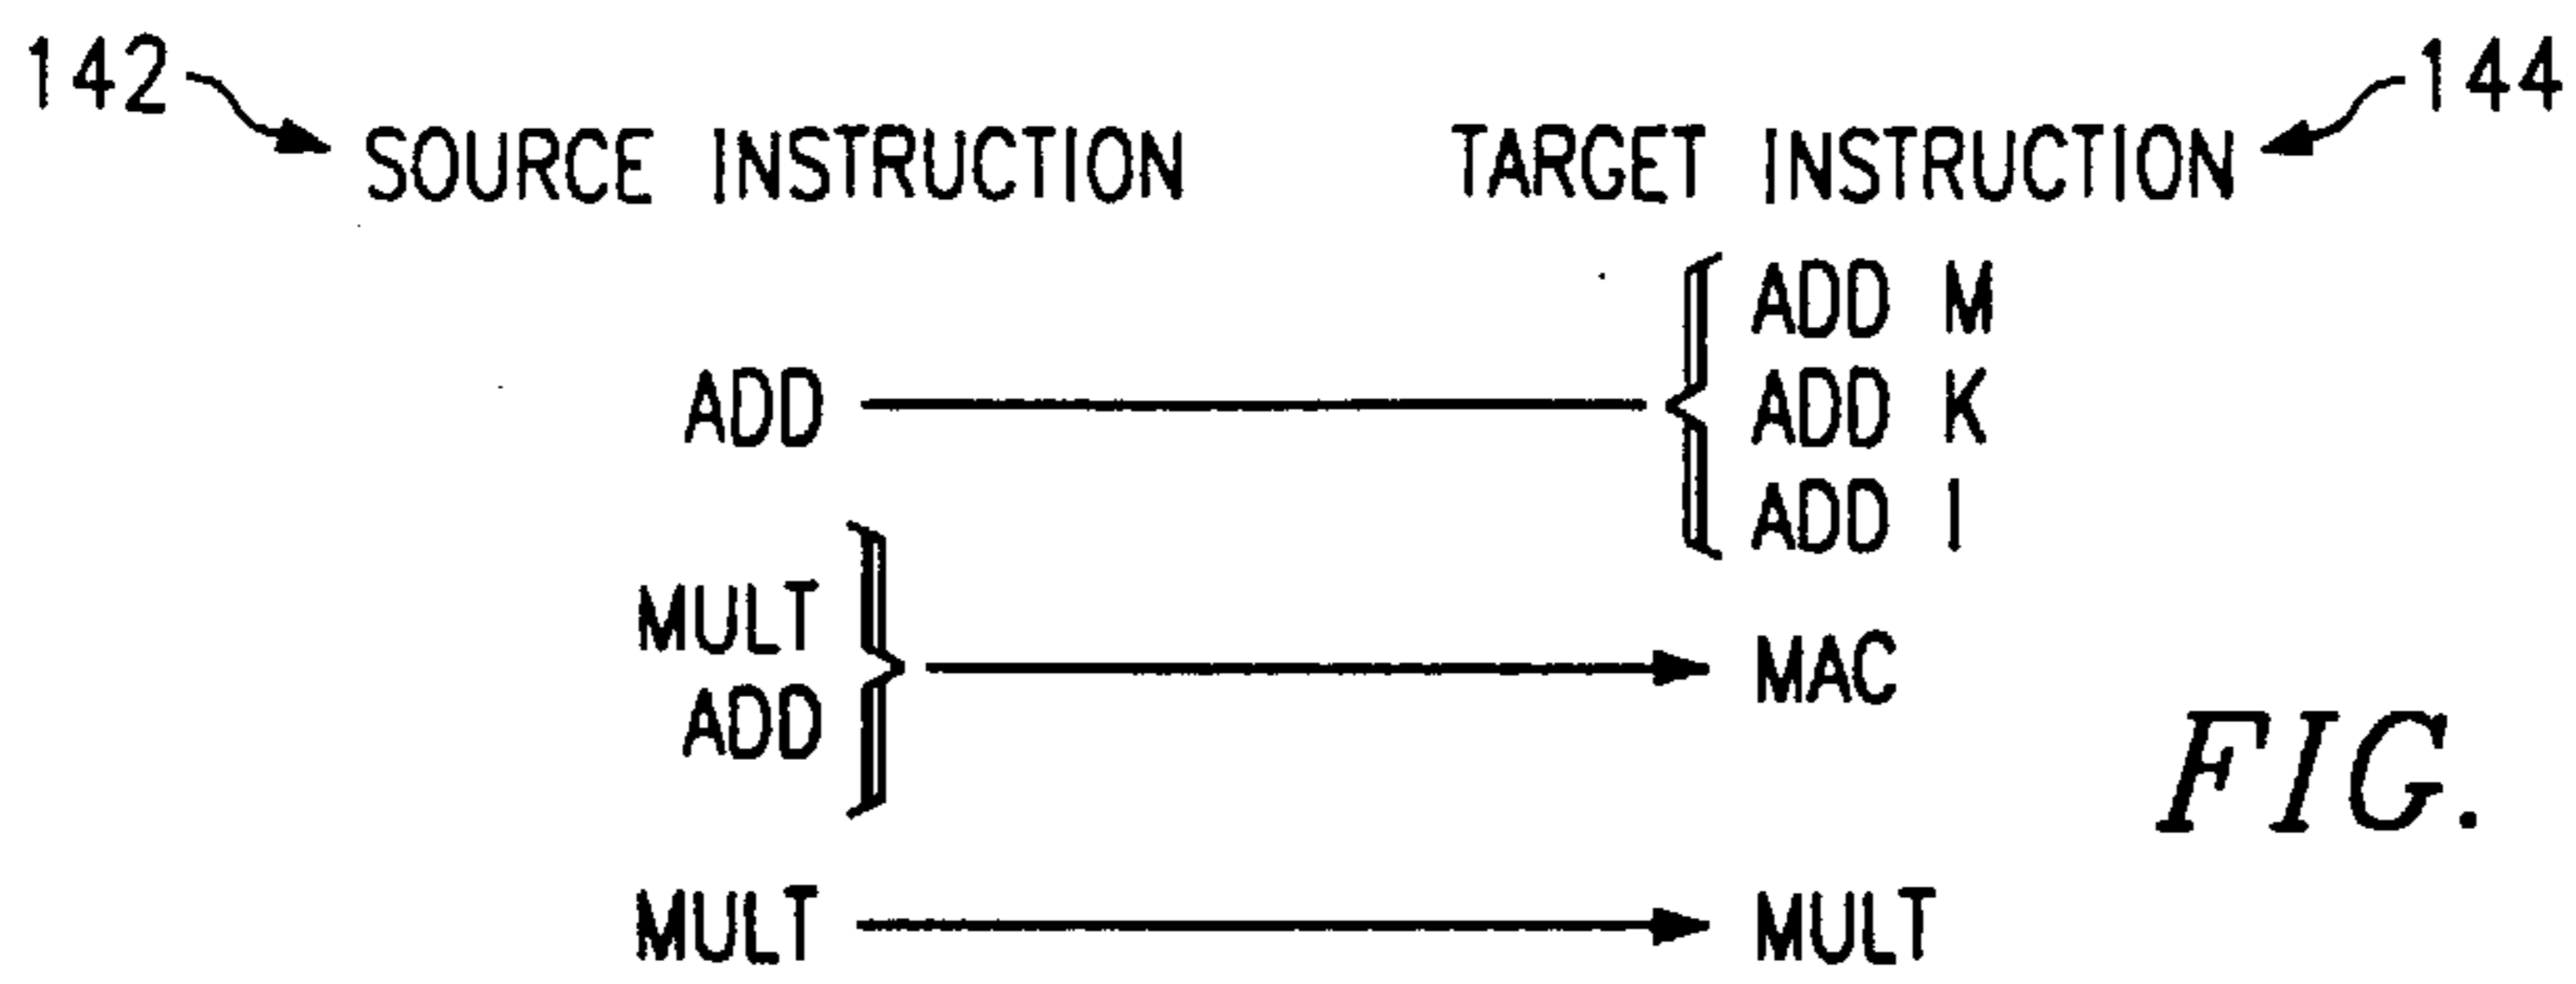 142 144
SOURCE INSTRUCTION TARGET INSTRUCTION
ADD M
ADD ADD K
ADD I
MULT
MAC
ADD
FIG.
MULT MULT